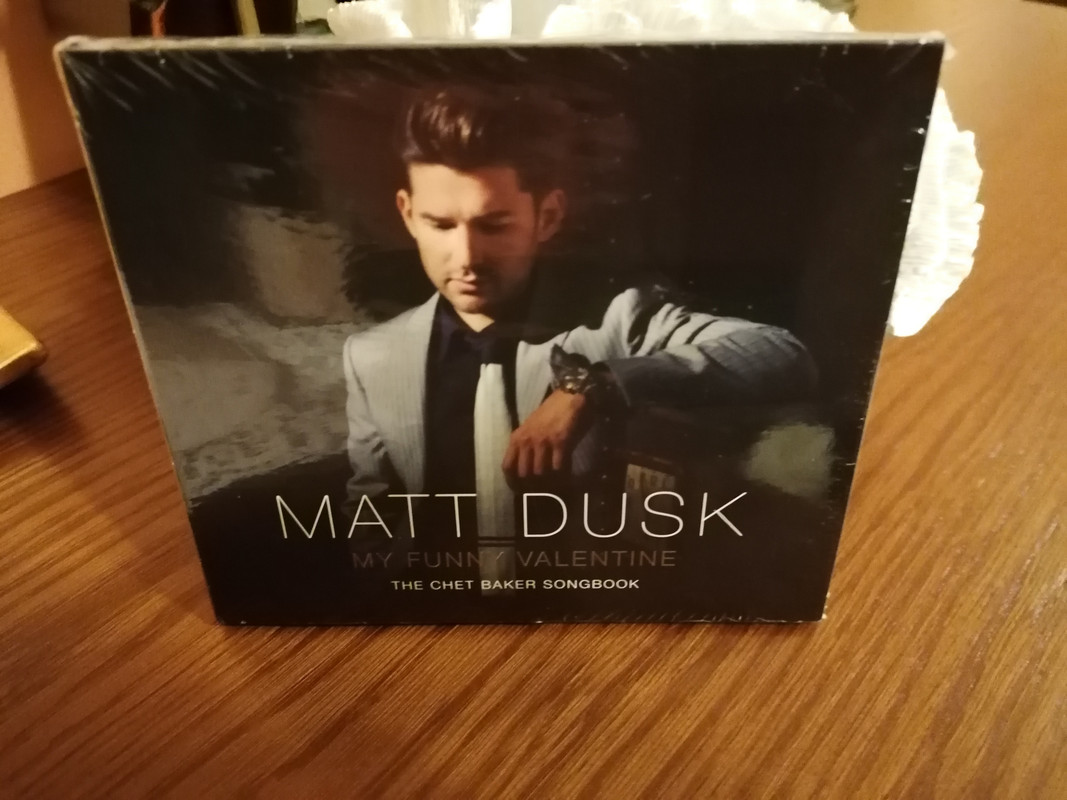 MATT DUSK
MY FUNNY VALENTINE
THE CHET BAKER SONGBOOK